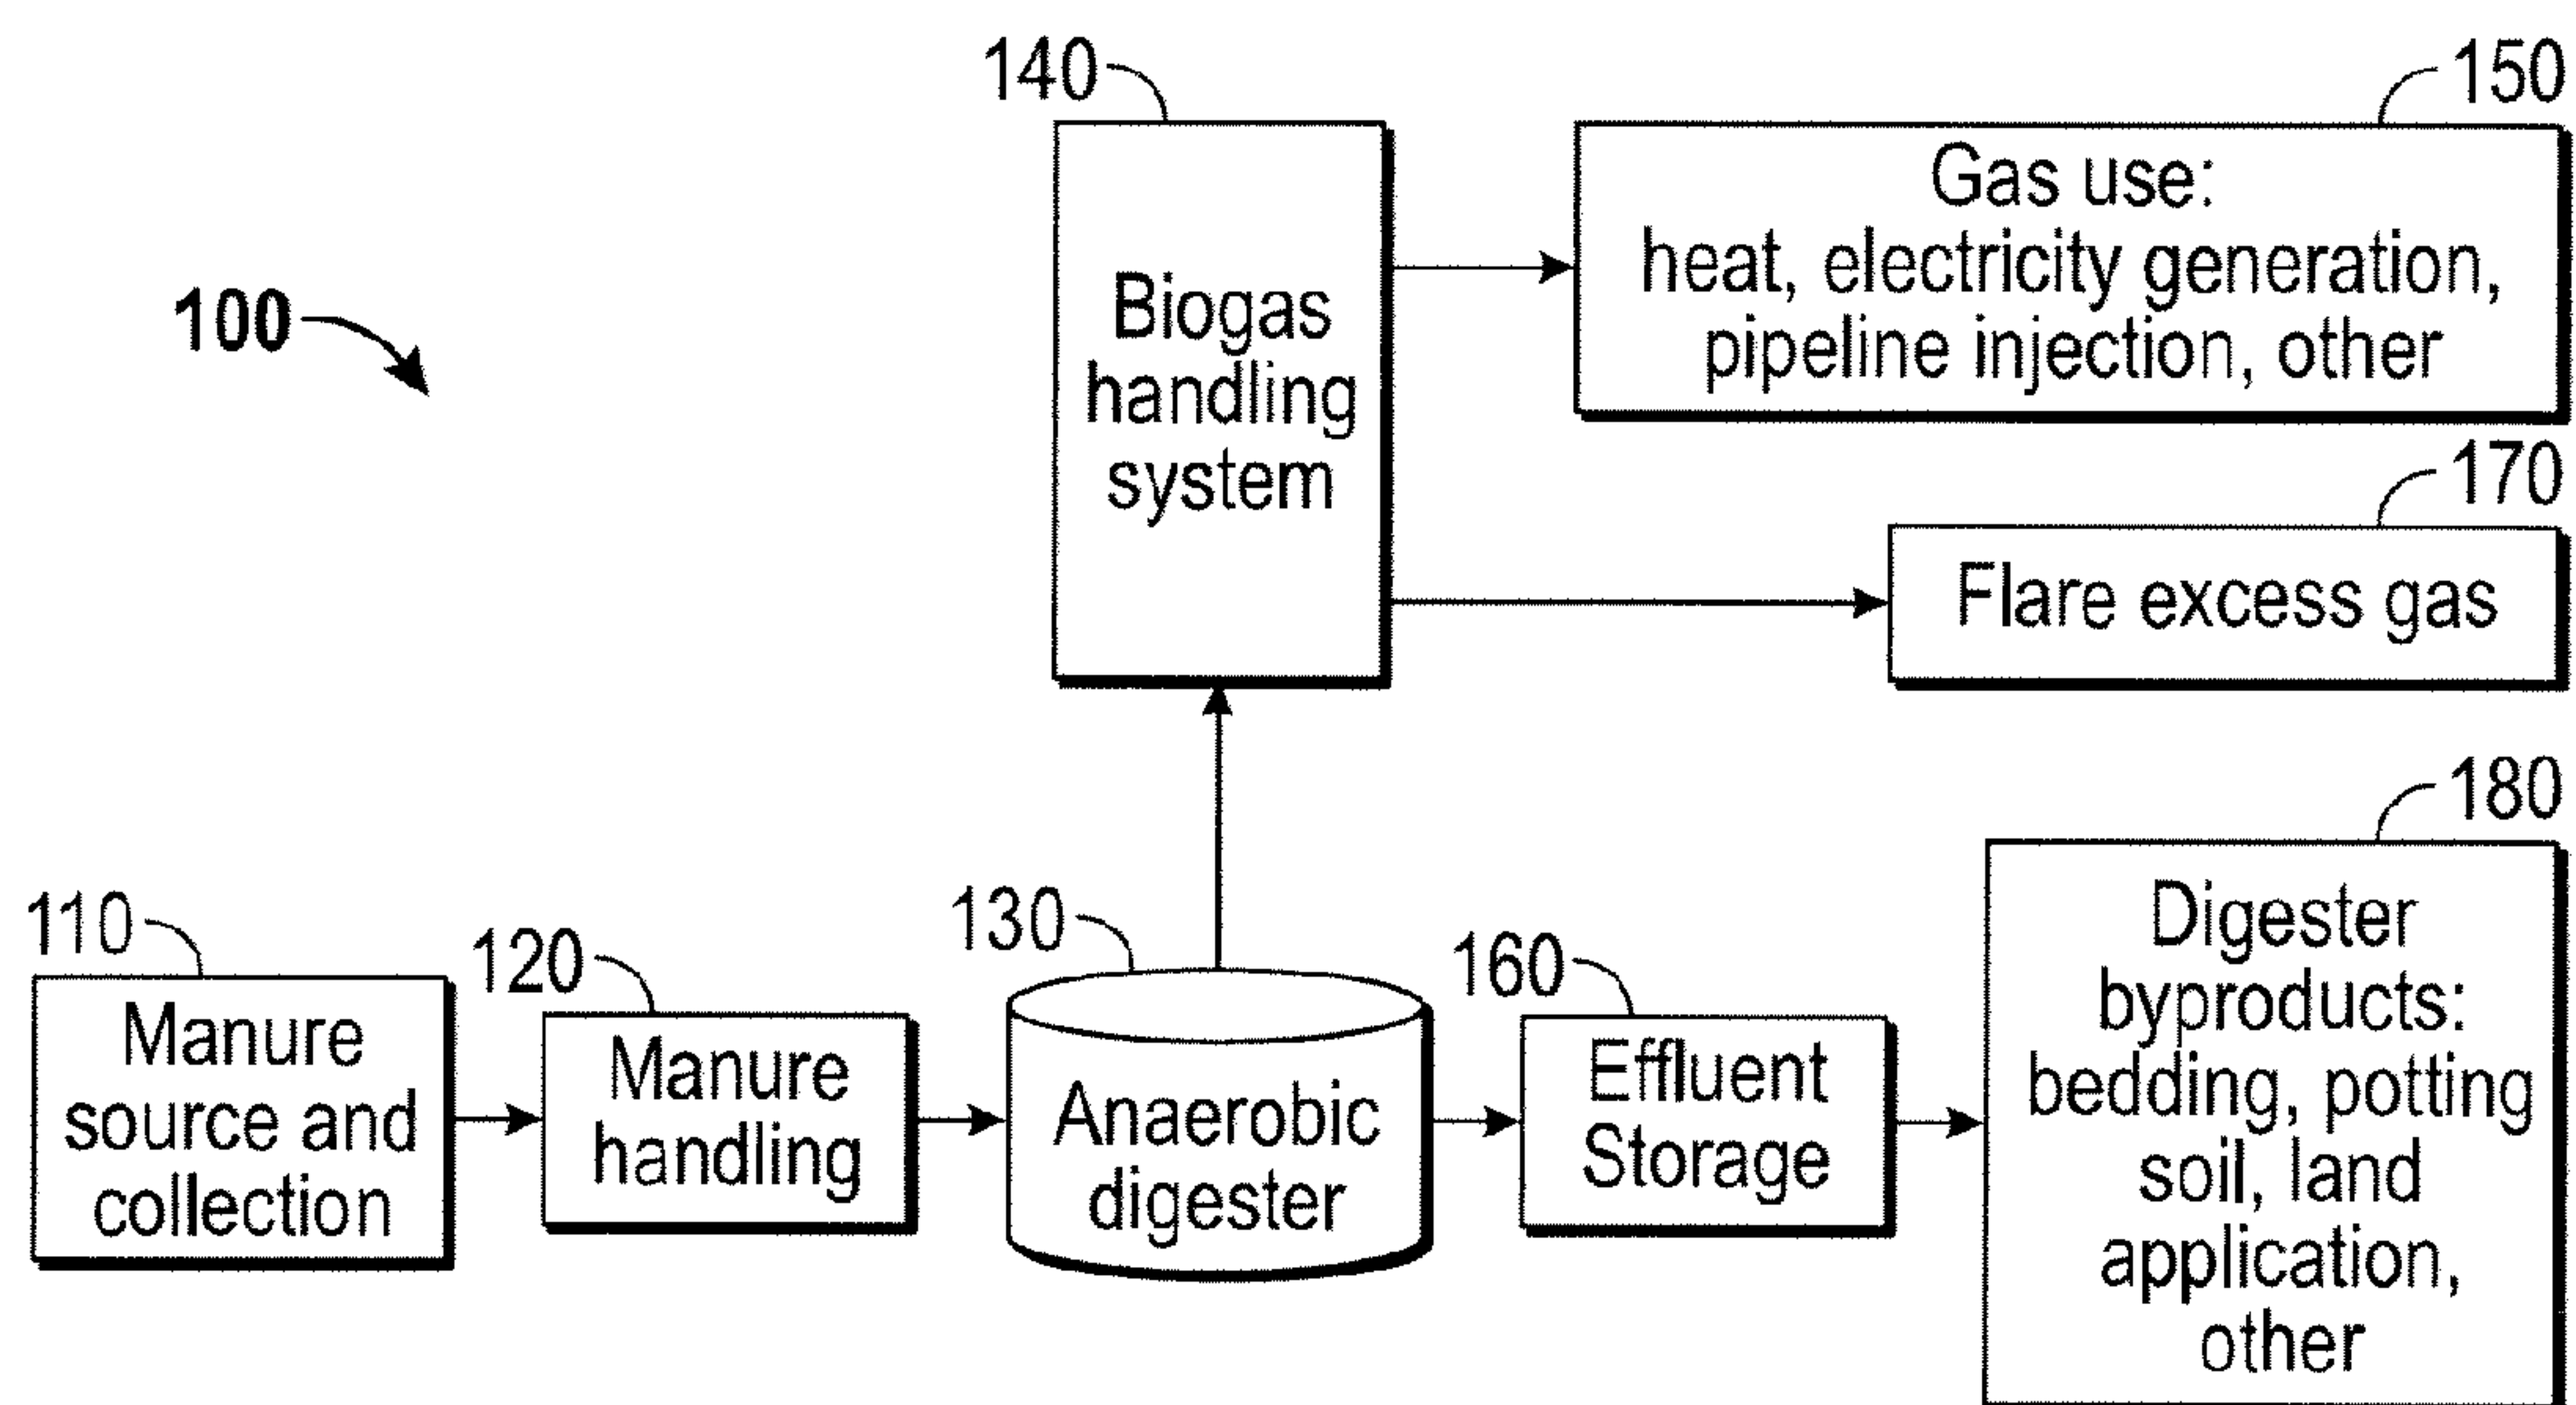 140
150
Gas use:
heat, electricity generation,
pipeline injection, other
100
Biogas
handling
system
170
Flare excess gas
180
110
120
130
160
Manure
source and
collection
Manure
handling
Anaerobic
digester
Effluent
Storage
Digester
byproducts:
bedding, potting
soil, land
application,
other